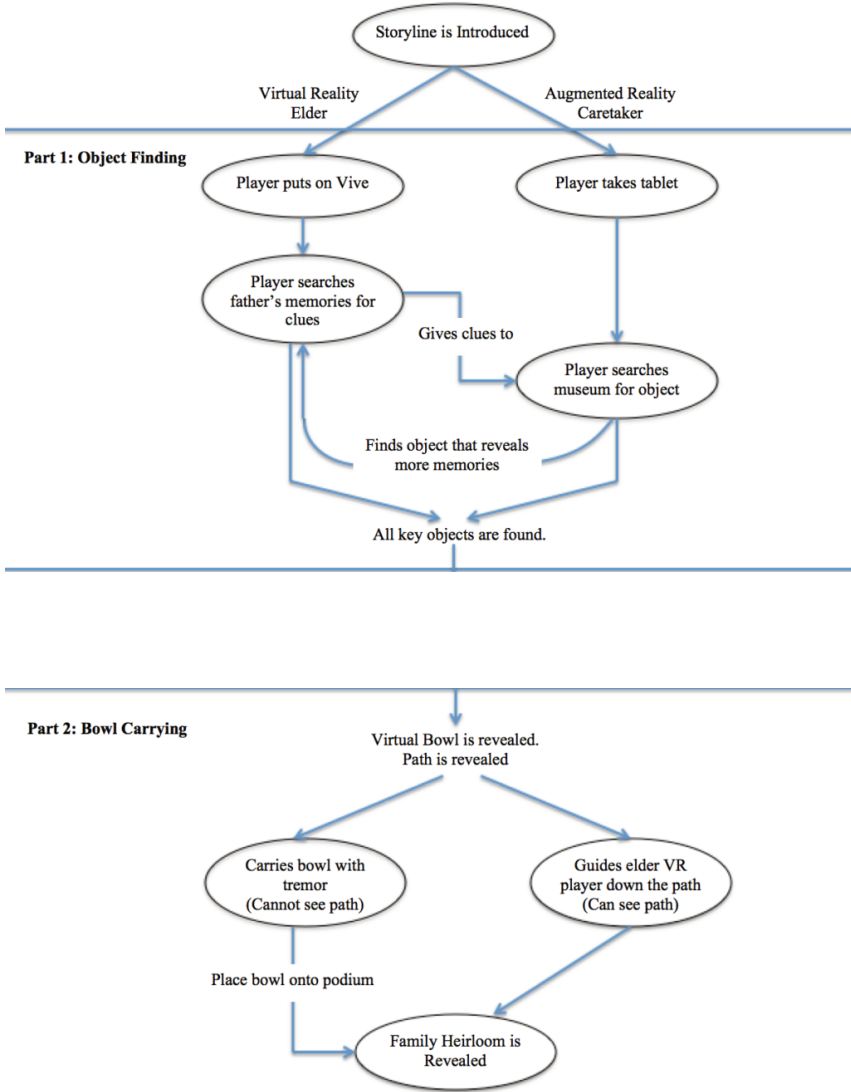 Storyline is Introduced
Virtual Reality
Elder
Augmented Reality
Caretaker
Part 1: Object Finding
Player puts on Vive
Player takes tablet
Player searches
father’s memories for
clues
Gives clues to
Player searches
museum for object
Finds object that reveals
more memories
All key objects are found.
Part 2: Bowl Carrying
Virtual Bowl is revealed.
Path is revealed
Carries bowl with
tremor
(Cannot see path)
Guides elder VR
player down the path
(Can see path)
Place bowl onto podium
Family Heirloom is
Revealed